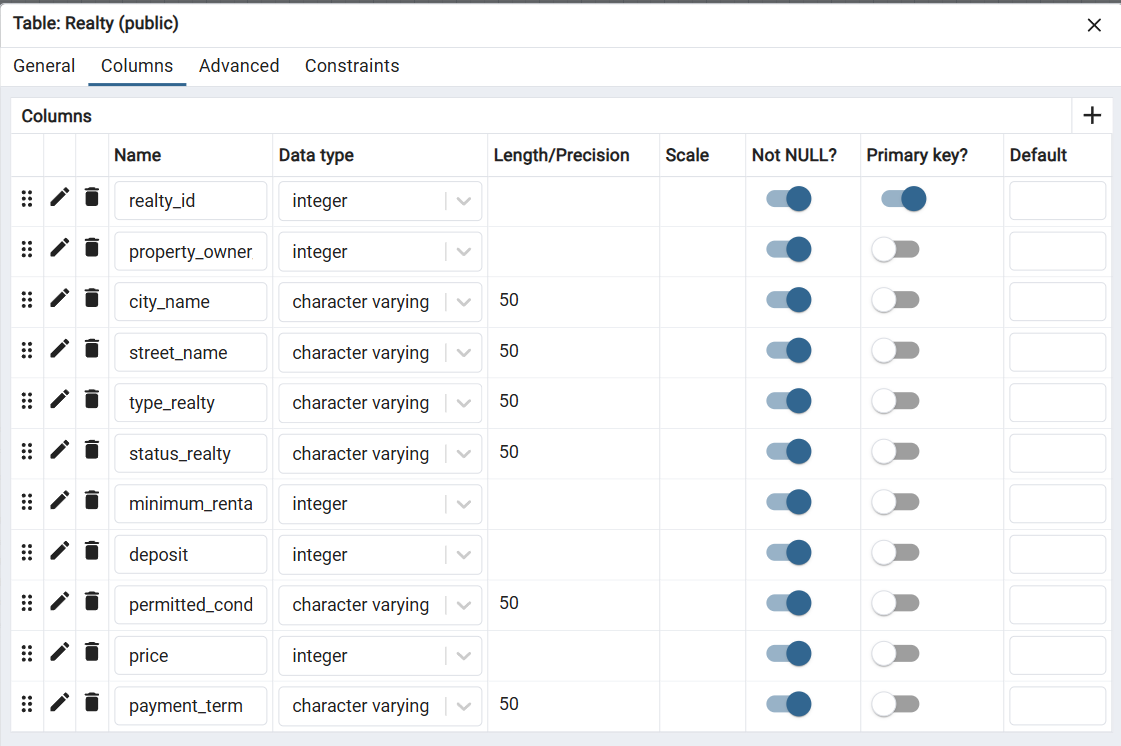 Table: Realty (public)
General Columns Advanced Constraints
Columns
Name Data type Length/Precision Scale Not NULL? Primary key? Default
realty_id integer
property_owner integer
city_name character varying 50
street_name character varying 50
type_realty character varying 50
status_realty character varying 50
minimum_renta integer
deposit integer
permitted_cond character varying 50
price integer
payment_term character varying 50